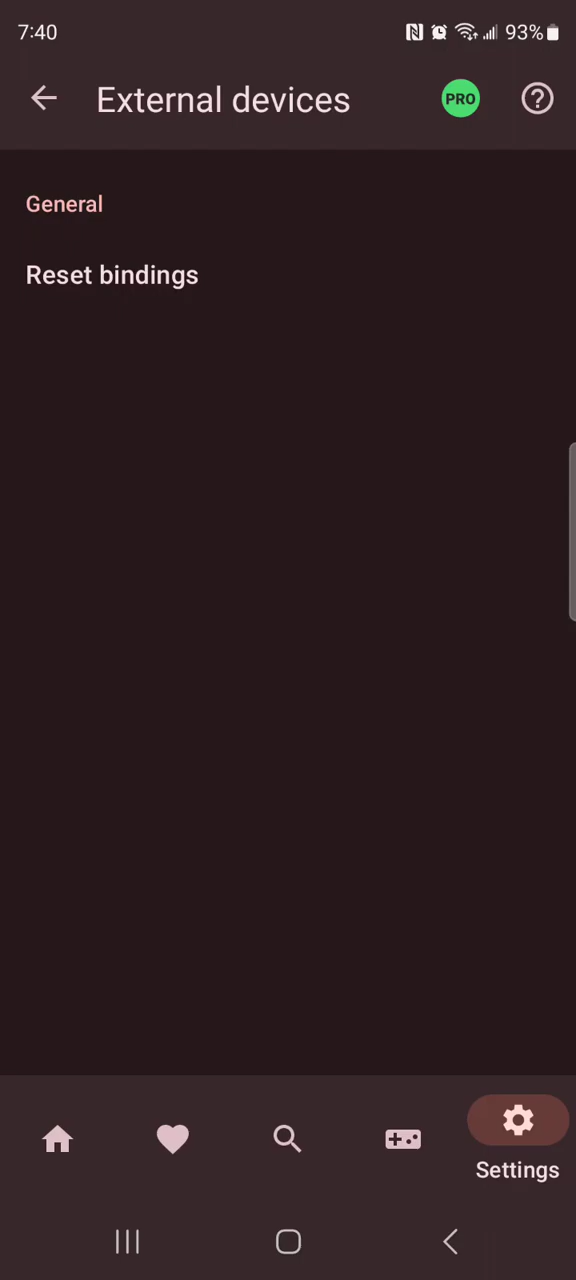 7:40
93%
External devices
PRO
General
Reset bindings
Settings